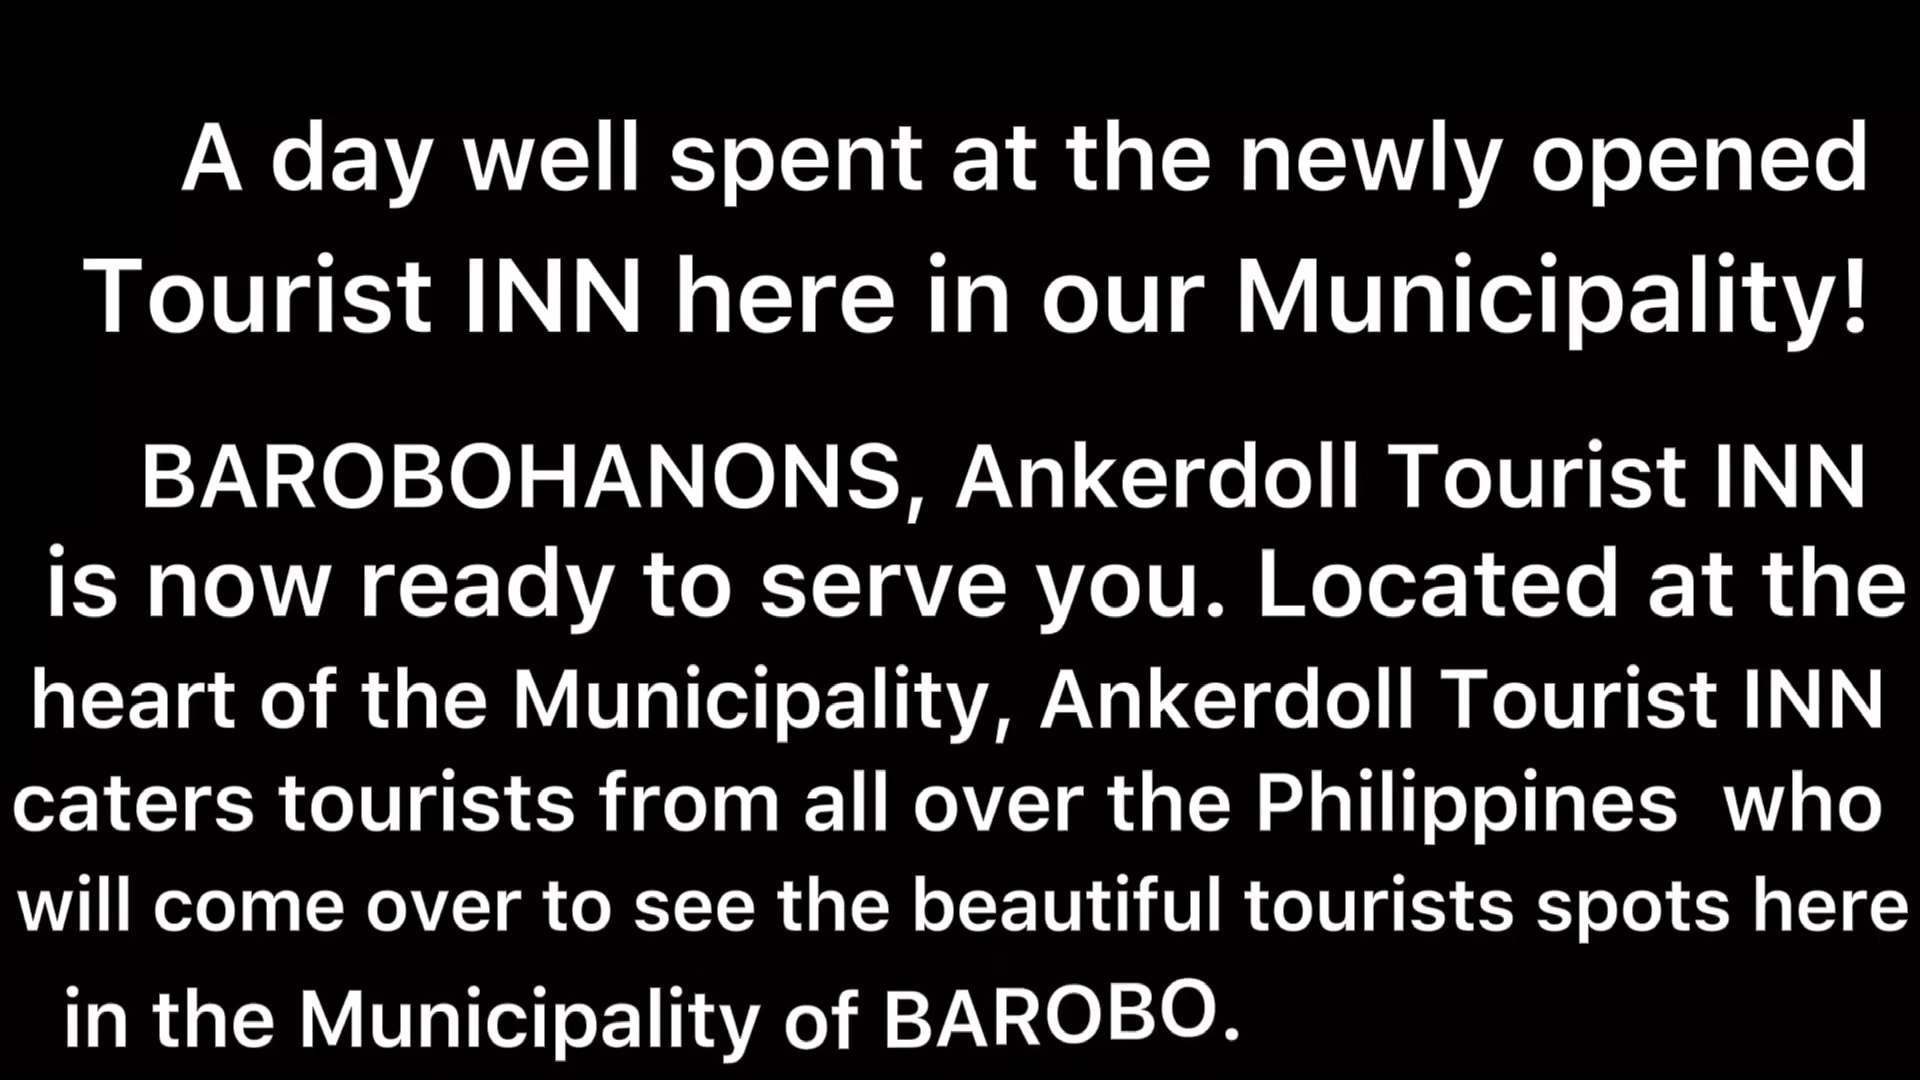 A day well spent at the newly opened
Tourist INN here in our Municipality!
BAROBOHANONS, Ankerdoll Tourist INN
is now ready to serve you. Located at the
heart of the Municipality, Ankerdoll Tourist INN
caters tourists from all over the Philippines  who
will come over to see the beautiful tourists spots here
in the Municipality of BAROBO.